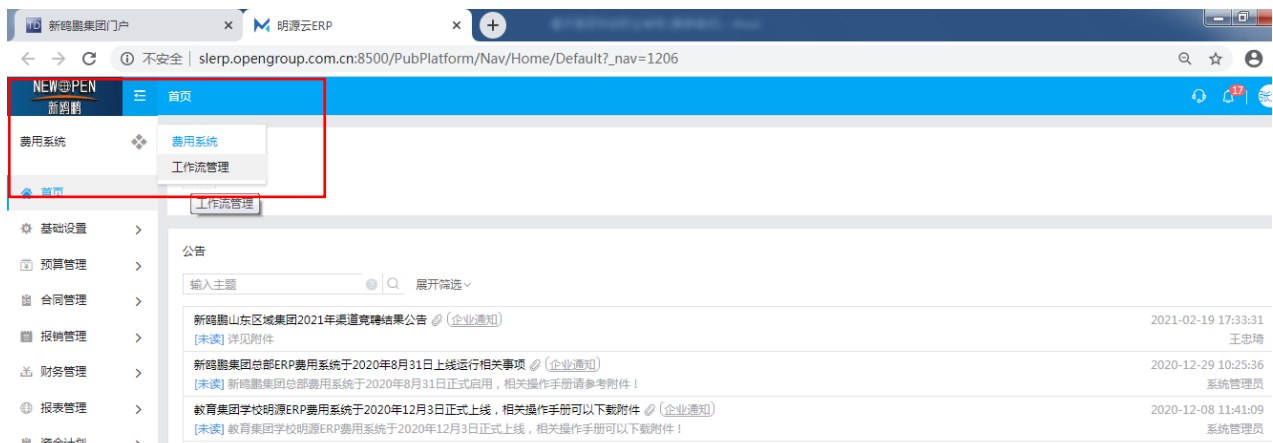 新鸥鹏集团门户
明源云ERP
不安全 | slerp.opengroup.com.cn:8500/PubPlatform/Nav/Home/Default?_nav=1206
NEW OPEN
新鸥鹏
首页
17
张
费用系统
费用系统
工作流管理
首页
工作流管理
基础设置
预算管理
合同管理
报销管理
财务管理
报表管理
资金计划
公告
输入主题
展开筛选
新鸥鹏山东区域集团2021年渠道竞聘结果公告 (企业通知)
2021-02-19 17:33:31
[未读] 详见附件
王忠琦
新鸥鹏集团总部ERP费用系统于2020年8月31日上线运行相关事项 (企业通知)
2020-12-29 10:25:36
[未读] 新鸥鹏集团总部费用系统于2020年8月31日正式启用，相关操作手册请参考附件！
系统管理员
教育集团学校明源ERP费用系统于2020年12月3日正式上线，相关操作手册可以下载附件 (企业通知)
2020-12-08 11:41:09
[未读] 教育集团学校明源ERP费用系统于2020年12月3日正式上线，相关操作手册可以下载附件！
系统管理员